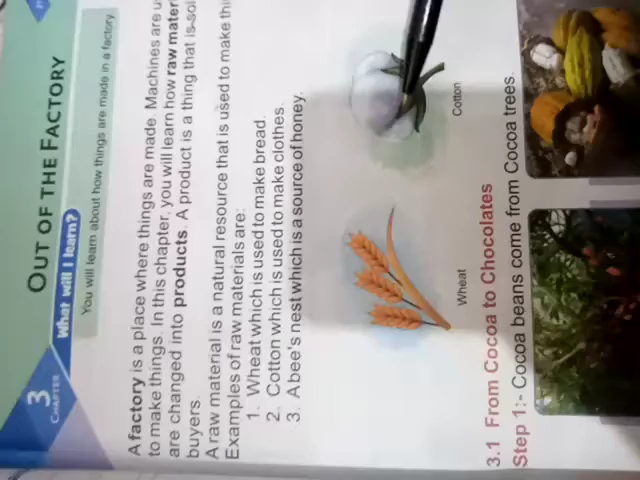 3
CHAPTER
OUT OF THE FACTORY
What will I learn?
You will learn about how things are made in a factory.
A factory is a place where things are made. Machines are
to make things. In this chapter, you will learn how raw
are changed into products. A product is a thing that is
buyers.
A raw material is a natural resource that is used to make
Examples of raw materials are:
1. Wheat which is used to make bread.
2. Cotton which is used to make clothes.
3. A bee's nest which is a source of honey.
Wheat
Cotton
3.1 From Cocoa to Chocolates
Step 1:- Cocoa beans come from Cocoa trees.